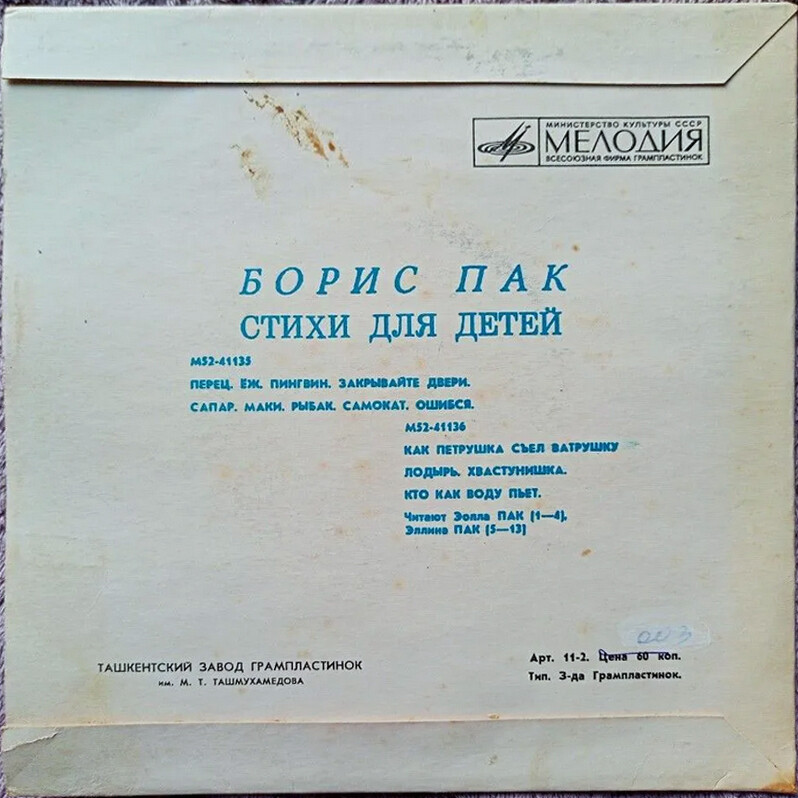 МИНИСТЕРСТВО КУЛЬТУРЫ СССР
МЕЛОДИЯ
ВСЕСОЮЗНАЯ ФИРМА ГРАМПЛАСТИНОК
БОРИС ПАК
СТИХИ ДЛЯ ДЕТЕЙ
М52-41135
ПЕРЕЦ. ЁЖ. ПИНГВИН. ЗАКРЫВАЙТЕ ДВЕРИ.
САПАР. МАКИ. РЫБАК. САМОКАТ. ОШИБСЯ.
М52-41136
КАК ПЕТРУШКА СЪЕЛ ВАТРУШКУ
ЛОДЫРЬ. ХВАСТУНИШКА.
КТО КАК ВОДУ ПЬЕТ.
Читают Эолла ПАК (1—4),
Эллина ПАК (5—13)
003
ТАШКЕНТСКИЙ ЗАВОД ГРАМПЛАСТИНОК
им. М. Т. ТАШМУХАМЕДОВА
Арт. 11-2. Цена 60 коп.
Тип. З-да Грампластинок.